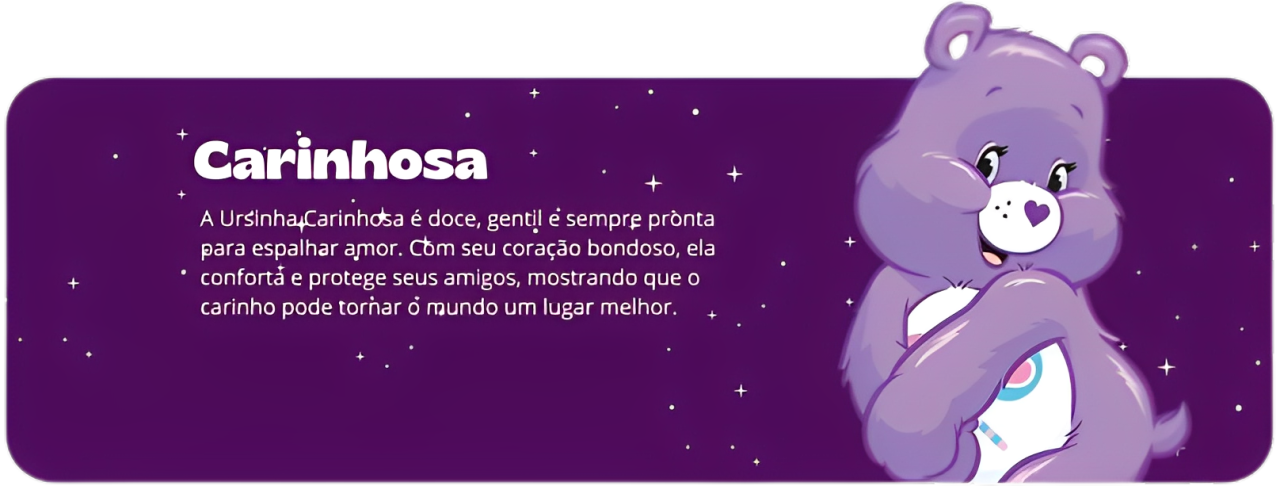 Carinhosa
A Ursinha Carinhosa é doce, gentil e sempre pronta
para espalhar amor. Com seu coração bondoso, ela
conforta e protege seus amigos, mostrando que o
carinho pode tornar o mundo um lugar melhor.